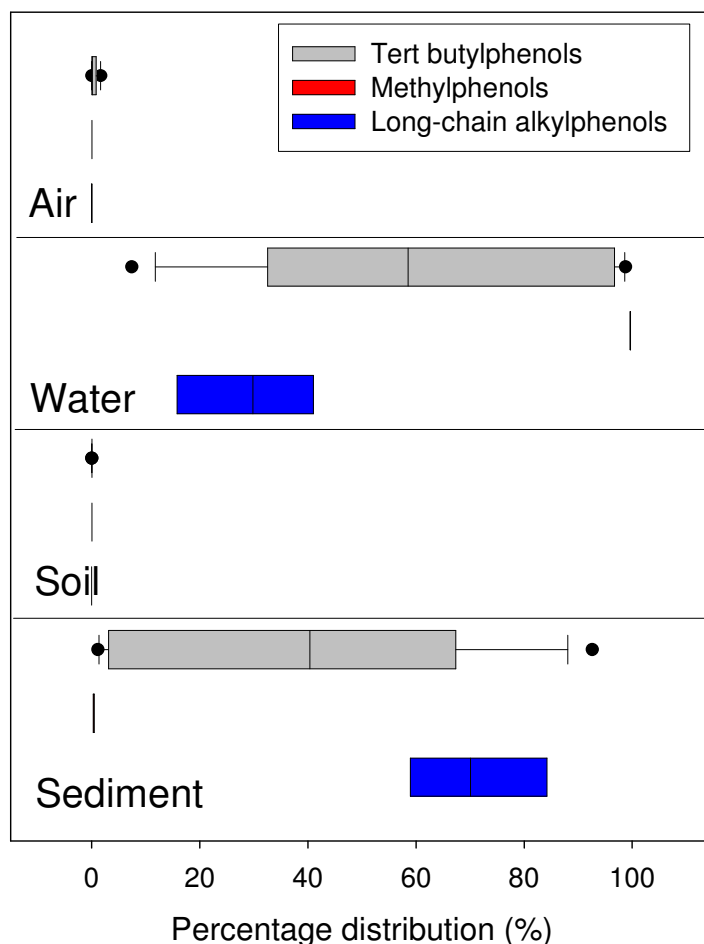 Tert butylphenols
Methylphenols
Long-chain alkylphenols
Air
Water
Soil
Sediment
0 20 40 60 80 100
Percentage distribution (%)